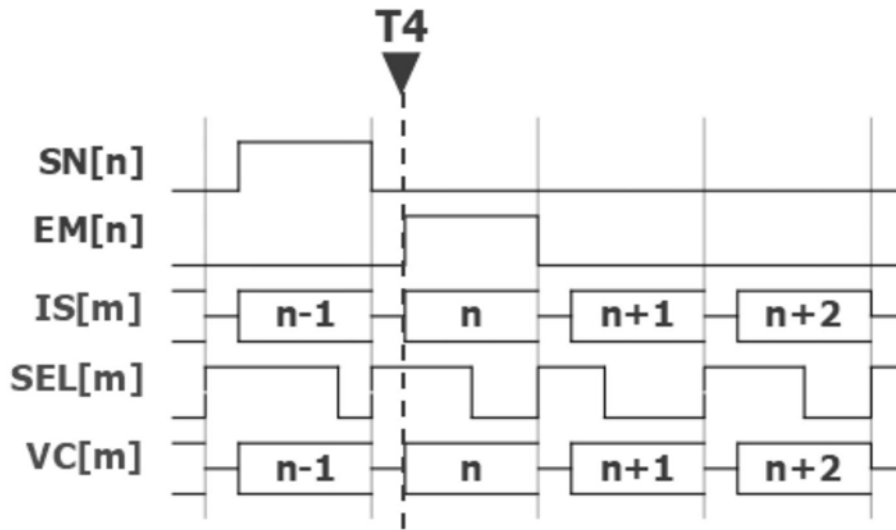 T4
SN[n]
EM[n]
IS[m] n-1 n n+1 n+2
SEL[m]
VC[m] n-1 n n+1 n+2